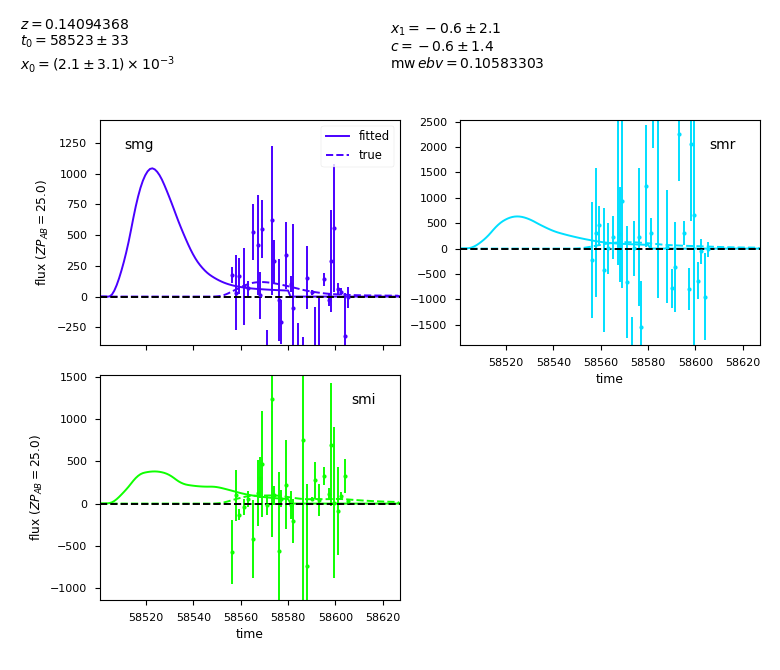 z = 0.14094368
t₀ = 58523 ± 33
x₀ = (2.1 ± 3.1) × 10⁻³
x₁ = −0.6 ± 2.1
c = −0.6 ± 1.4
mw ebv = 0.10583303
smg
fitted
true
1250
1000
750
500
250
0
−250
flux (ZP_AB = 25.0)
smr
2500
2000
1500
1000
500
0
−500
−1000
−1500
58520 58540 58560 58580 58600 58620
time
smi
1500
1000
500
0
−500
−1000
flux (ZP_AB = 25.0)
58520 58540 58560 58580 58600 58620
time